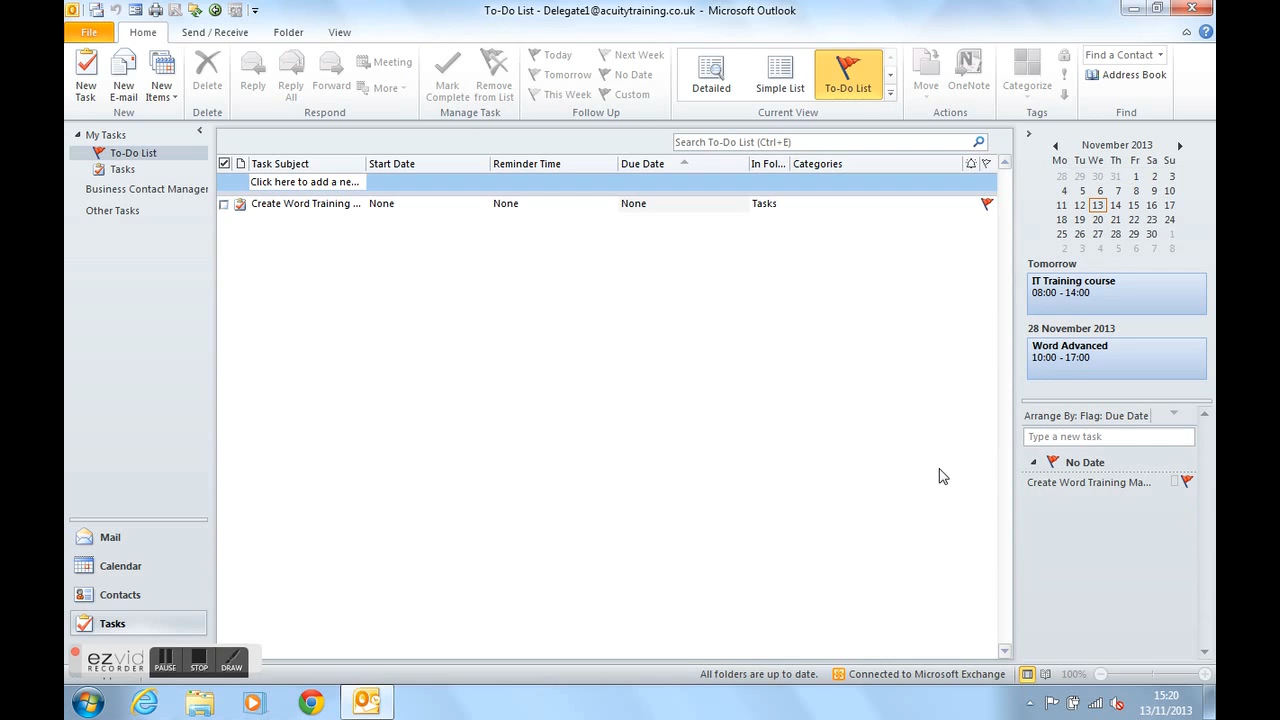 To-Do List - Delegate1@acuitytraining.co.uk - Microsoft Outlook
File Home Send / Receive Folder View
New Task
New E-mail
New Items
Delete
Reply
Reply All
Forward
Meeting
More
Mark Complete
Remove from List
Today
Tomorrow
This Week
Next Week
No Date
Custom
Detailed
Simple List
To-Do List
Move
OneNote
Categorize
Find a Contact
Address Book
New Delete Respond Manage Task Follow Up Current View Actions Tags Find
My Tasks
To-Do List
Tasks
Business Contact Manager
Other Tasks
Mail
Calendar
Contacts
Tasks
Search To-Do List (Ctrl+E)
Task Subject Start Date Reminder Time Due Date In Fol... Categories
Click here to add a ne...
Create Word Training ... None None None Tasks
November 2013
Mo Tu We Th Fr Sa Su
28 29 30 31 1 2 3
4 5 6 7 8 9 10
11 12 13 14 15 16 17
18 19 20 21 22 23 24
25 26 27 28 29 30 1
2 3 4 5 6 7 8
Tomorrow
IT Training course
08:00 - 14:00
28 November 2013
Word Advanced
10:00 - 17:00
Arrange By: Flag: Due Date
Type a new task
No Date
Create Word Training Ma...
ezvid
RECORDER
PAUSE STOP DRAW
All folders are up to date. Connected to Microsoft Exchange 100%
15:20
13/11/2013